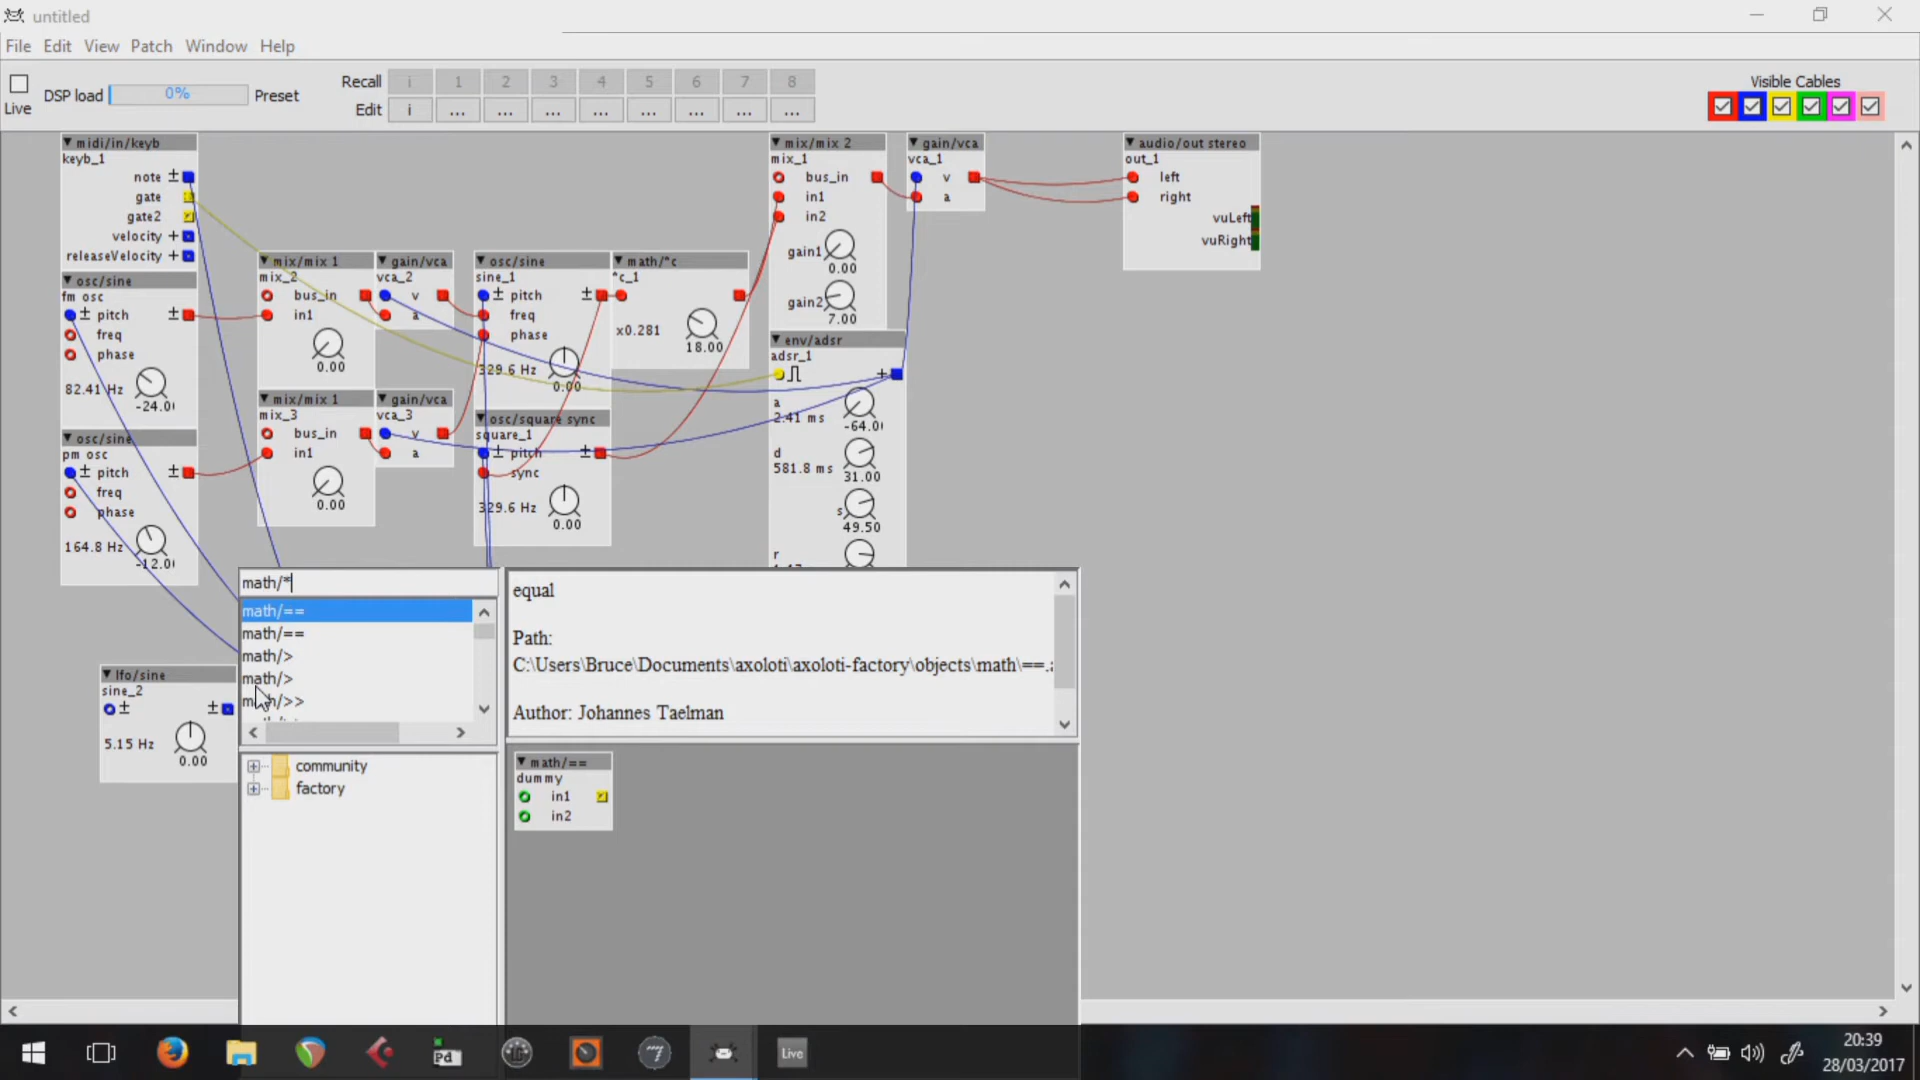 untitled
File Edit View Patch Window Help
Live
DSP load 0% Preset
Recall i 1 2 3 4 5 6 7 8
Edit i ... ... ... ... ... ... ... ...
Visible Cables
midi/in/keyb
keyb_1
note
gate
gate2
velocity
releaseVelocity
osc/sine
fm osc
pitch
freq
phase
82.41 Hz
-24.0
osc/sine
pm osc
pitch
freq
phase
164.8 Hz
-12.0
mix/mix 1
mix_2
bus_in
in1
0.00
mix/mix 1
mix_3
bus_in
in1
0.00
gain/vca
vca_2
v
a
gain/vca
vca_3
v
a
osc/sine
sine_1
pitch
freq
phase
329.6 Hz
0.00
osc/square sync
square_1
pitch
sync
329.6 Hz
0.00
math/*c
*c_1
x0.281
18.00
mix/mix 2
mix_1
bus_in
in1
in2
gain1
0.00
gain2
7.00
env/adsr
adsr_1
a
2.41 ms
-64.0
d
581.8 ms
31.00
s
49.50
r
gain/vca
vca_1
v
a
audio/out stereo
out_1
left
right
vuLeft
vuRight
lfo/sine
sine_2
5.15 Hz
0.00
math/*
math/==
math/==
math/>
math/>
math/>>
community
factory
equal
Path:
C:\Users\Bruce\Documents\axoloti\axoloti-factory\objects\math\==.a
Author: Johannes Taelman
math/==
dummy
in1
in2
Pd
Live
20:39
28/03/2017